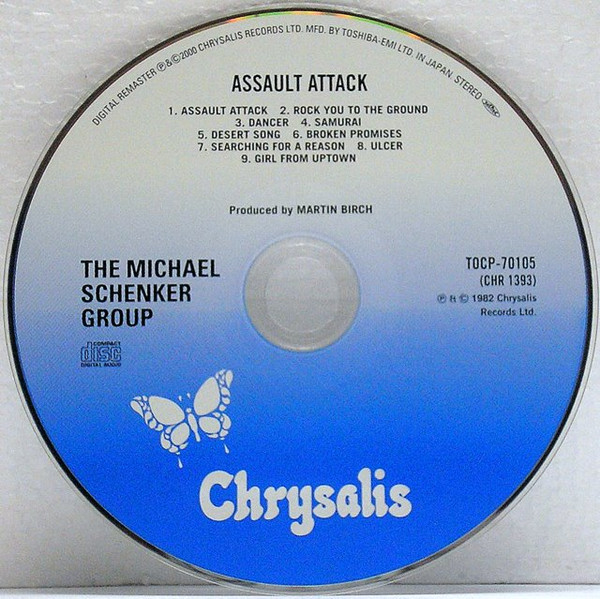 DIGITAL REMASTER ℗&©2000 CHRYSALIS RECORDS LTD. MFD. BY TOSHIBA-EMI LTD. IN JAPAN. STEREO
ASSAULT ATTACK
1. ASSAULT ATTACK 2. ROCK YOU TO THE GROUND
3. DANCER 4. SAMURAI
5. DESERT SONG 6. BROKEN PROMISES
7. SEARCHING FOR A REASON 8. ULCER
9. GIRL FROM UPTOWN
Produced by MARTIN BIRCH
THE MICHAEL
SCHENKER
GROUP
TOCP-70105
(CHR 1393)
℗ & © 1982 Chrysalis
Records Ltd.
COMPACT
disc
DIGITAL AUDIO
Chrysalis